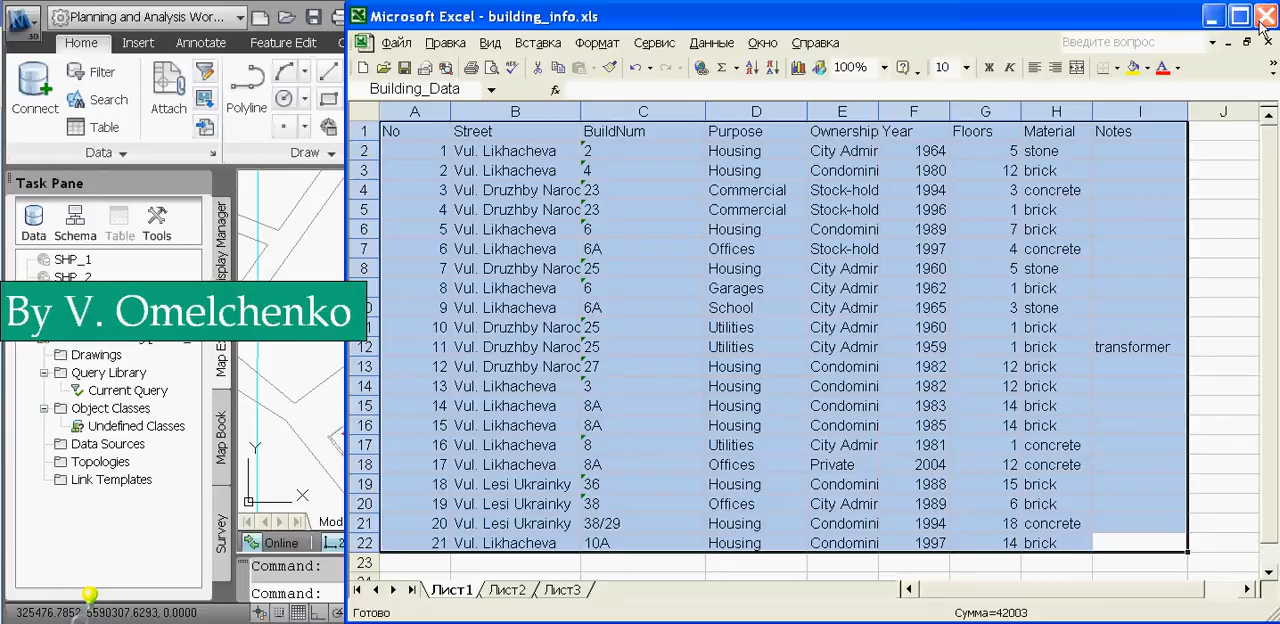 Planning and Analysis Wor...
Home Insert Annotate Feature Edit
Connect Filter Search Table Attach Polyline
Data Draw
Task Pane
Data Schema Table Tools
SHP_1
SHP_2
By V. Omelchenko
Drawings
Query Library
Current Query
Object Classes
Undefined Classes
Data Sources
Topologies
Link Templates
Map Book
Survey
Y
X
Mod
Online
Command:
Command:
325476.7852, 5590307.6293, 0.0000
Microsoft Excel - building_info.xls
Файл Правка Вид Вставка Формат Сервис Данные Окно Справка Введите вопрос
100% 10 Ж К
Building_Data fx
A B C D E F G H I J
1 No Street BuildNum Purpose Ownership Year Floors Material Notes
2 1 Vul. Likhacheva 2 Housing City Admir 1964 5 stone
3 2 Vul. Likhacheva 4 Housing Condomini 1980 12 brick
4 3 Vul. Druzhby Naroc 23 Commercial Stock-hold 1994 3 concrete
5 4 Vul. Druzhby Naroc 23 Commercial Stock-hold 1996 1 brick
6 5 Vul. Likhacheva 6 Housing Condomini 1989 7 brick
7 6 Vul. Likhacheva 6A Offices Stock-hold 1997 4 concrete
8 7 Vul. Druzhby Naroc 25 Housing City Admir 1960 5 stone
8 Vul. Likhacheva 6 Garages City Admir 1962 1 brick
9 Vul. Likhacheva 6A School City Admir 1965 3 stone
10 Vul. Druzhby Naroc 25 Utilities City Admir 1960 1 brick
12 11 Vul. Druzhby Naroc 25 Utilities City Admir 1959 1 brick transformer
13 12 Vul. Druzhby Naroc 27 Housing Condomini 1982 12 brick
14 13 Vul. Likhacheva 3 Housing Condomini 1982 12 brick
15 14 Vul. Likhacheva 8A Housing Condomini 1983 14 brick
16 15 Vul. Likhacheva 8A Housing Condomini 1985 14 brick
17 16 Vul. Likhacheva 8 Utilities City Admir 1981 1 concrete
18 17 Vul. Likhacheva 8A Offices Private 2004 12 concrete
19 18 Vul. Lesi Ukrainky 36 Housing Condomini 1988 15 brick
20 19 Vul. Lesi Ukrainky 38 Offices City Admir 1989 6 brick
21 20 Vul. Lesi Ukrainky 38/29 Housing Condomini 1994 18 concrete
22 21 Vul. Likhacheva 10A Housing Condomini 1997 14 brick
23
Лист1 Лист2 Лист3
Готово Сумма=42003